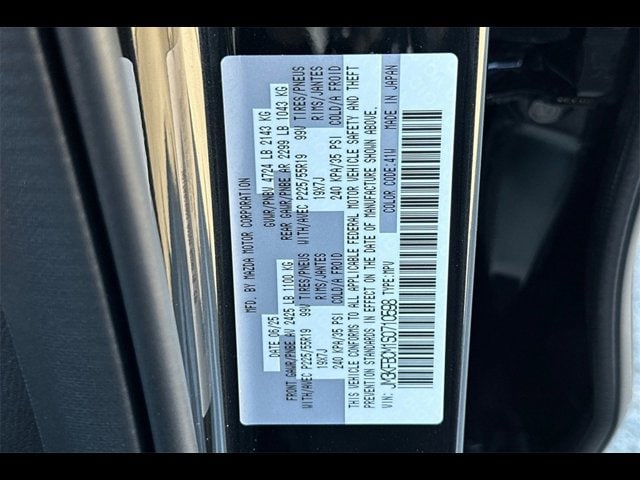 MFD. BY MAZDA MOTOR CORPORATION
DATE 06/25 GVWR/PNBV 4724 LB 2143 KG
FRONT GAWR/PNBE AV 2425 LB 1100 KG REAR GAWR/PNBE AR 2299 LB 1043 KG
WITH/AVEC P225/55R19 99V TIRES/PNEUS WITH/AVEC P225/55R19 99V TIRES/PNEUS
19X7J RIMS/JANTES 19X7J RIMS/JANTES
240 KPA/35 PSI COLD/A FROID 240 KPA/35 PSI COLD/A FROID
THIS VEHICLE CONFORMS TO ALL APPLICABLE FEDERAL MOTOR VEHICLE SAFETY AND THEFT
PREVENTION STANDARDS IN EFFECT ON THE DATE OF MANUFACTURE SHOWN ABOVE.
VIN: JM3KFBCM1S0710598 TYPE:MPV
COLOR CODE:41W MADE IN JAPAN